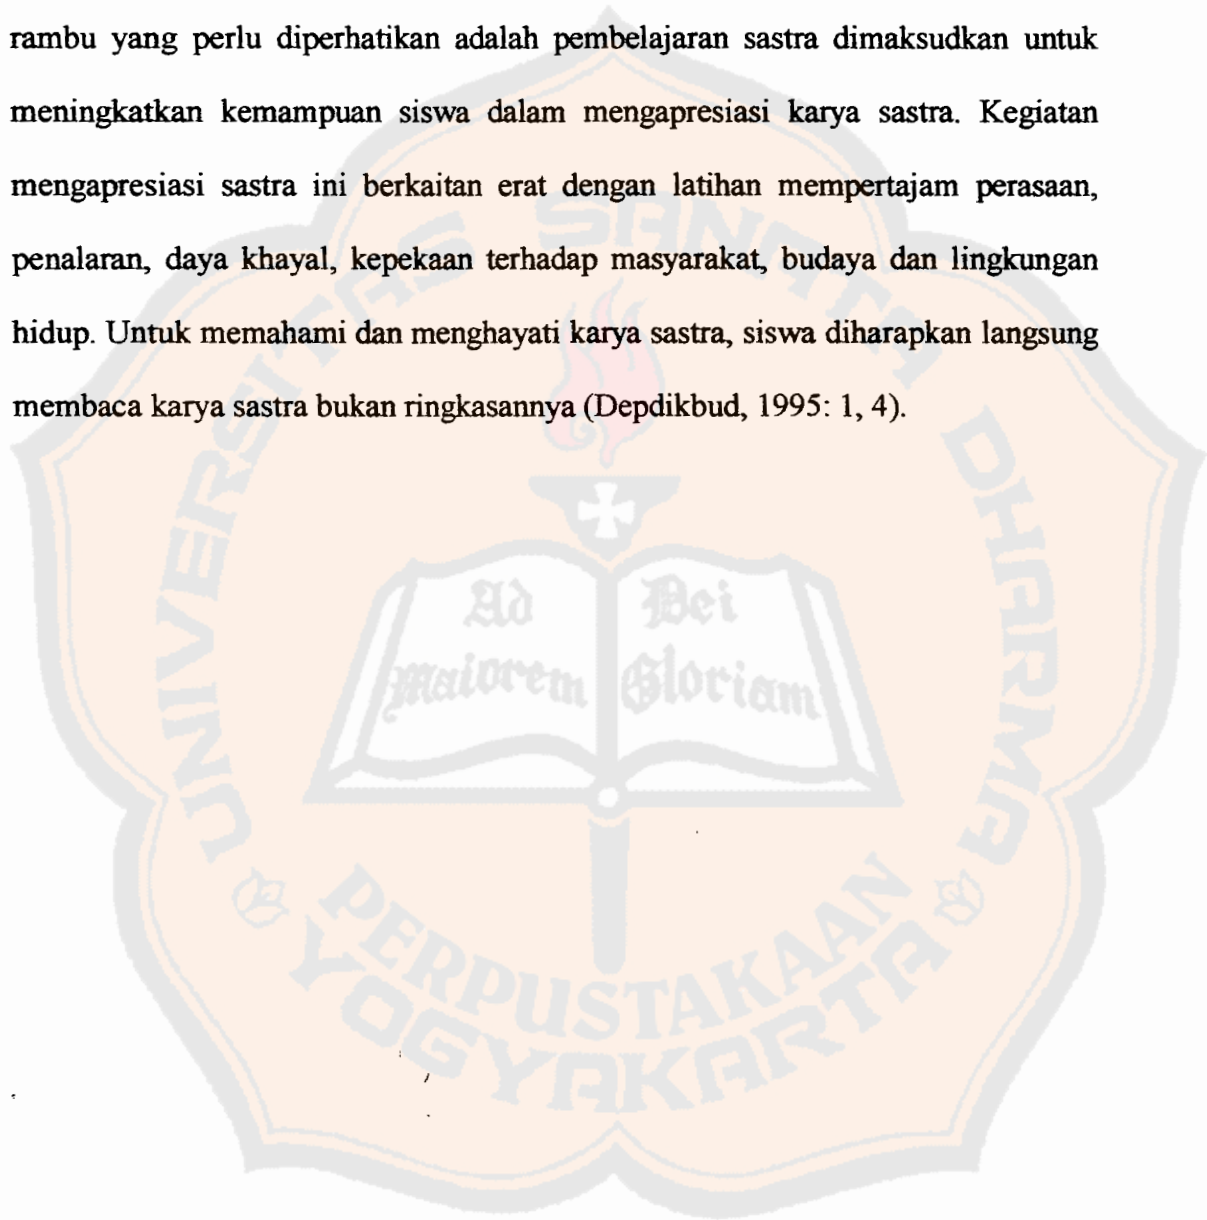 rambu yang perlu diperhatikan adalah pembelajaran sastra dimaksudkan untuk
meningkatkan kemampuan siswa dalam mengapresiasi karya sastra. Kegiatan
mengapresiasi sastra ini berkaitan erat dengan latihan mempertajam perasaan,
penalaran, daya khayal, kepekaan terhadap masyarakat, budaya dan lingkungan
hidup. Untuk memahami dan menghayati karya sastra, siswa diharapkan langsung
membaca karya sastra bukan ringkasannya (Depdikbud, 1995: 1, 4).
UNIVERSITAS SANATA DHARMA
Ad Dei
maiorem Gloriam
PERPUSTAKAAN
YOGYAKARTA